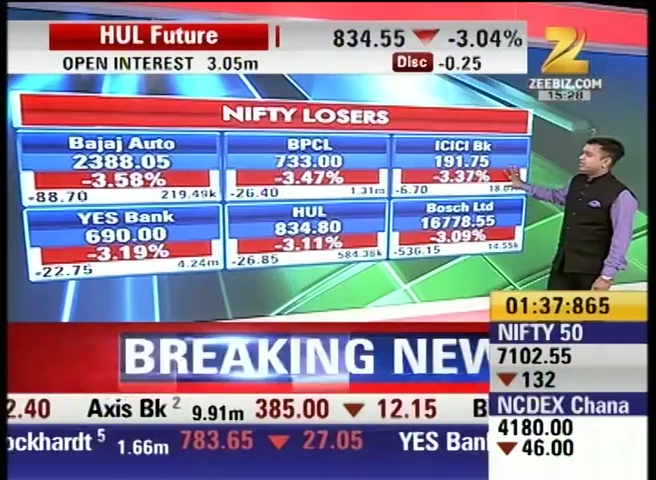 HUL Future 834.55 -3.04%
OPEN INTEREST 3.05m Disc -0.25
ZEEBIZ.COM
15:28
NIFTY LOSERS
Bajaj Auto BPCL ICICI Bk
2388.05 733.00 191.75
-3.58% -3.47% -3.37%
-88.70 219.49k -26.40 1.31m -6.70
YES Bank HUL Bosch Ltd
690.00 834.80 16778.55
-3.19% -3.11% -3.09%
-22.75 4.24m -26.85 584.36k -536.15 14.55k
01:37:865
NIFTY 50
7102.55
132
NCDEX Chana
4180.00
46.00
BREAKING NEW
2.40 Axis Bk 2 9.91m 385.00 12.15 B
ockhardt 5 1.66m 783.65 27.05 YES Ban